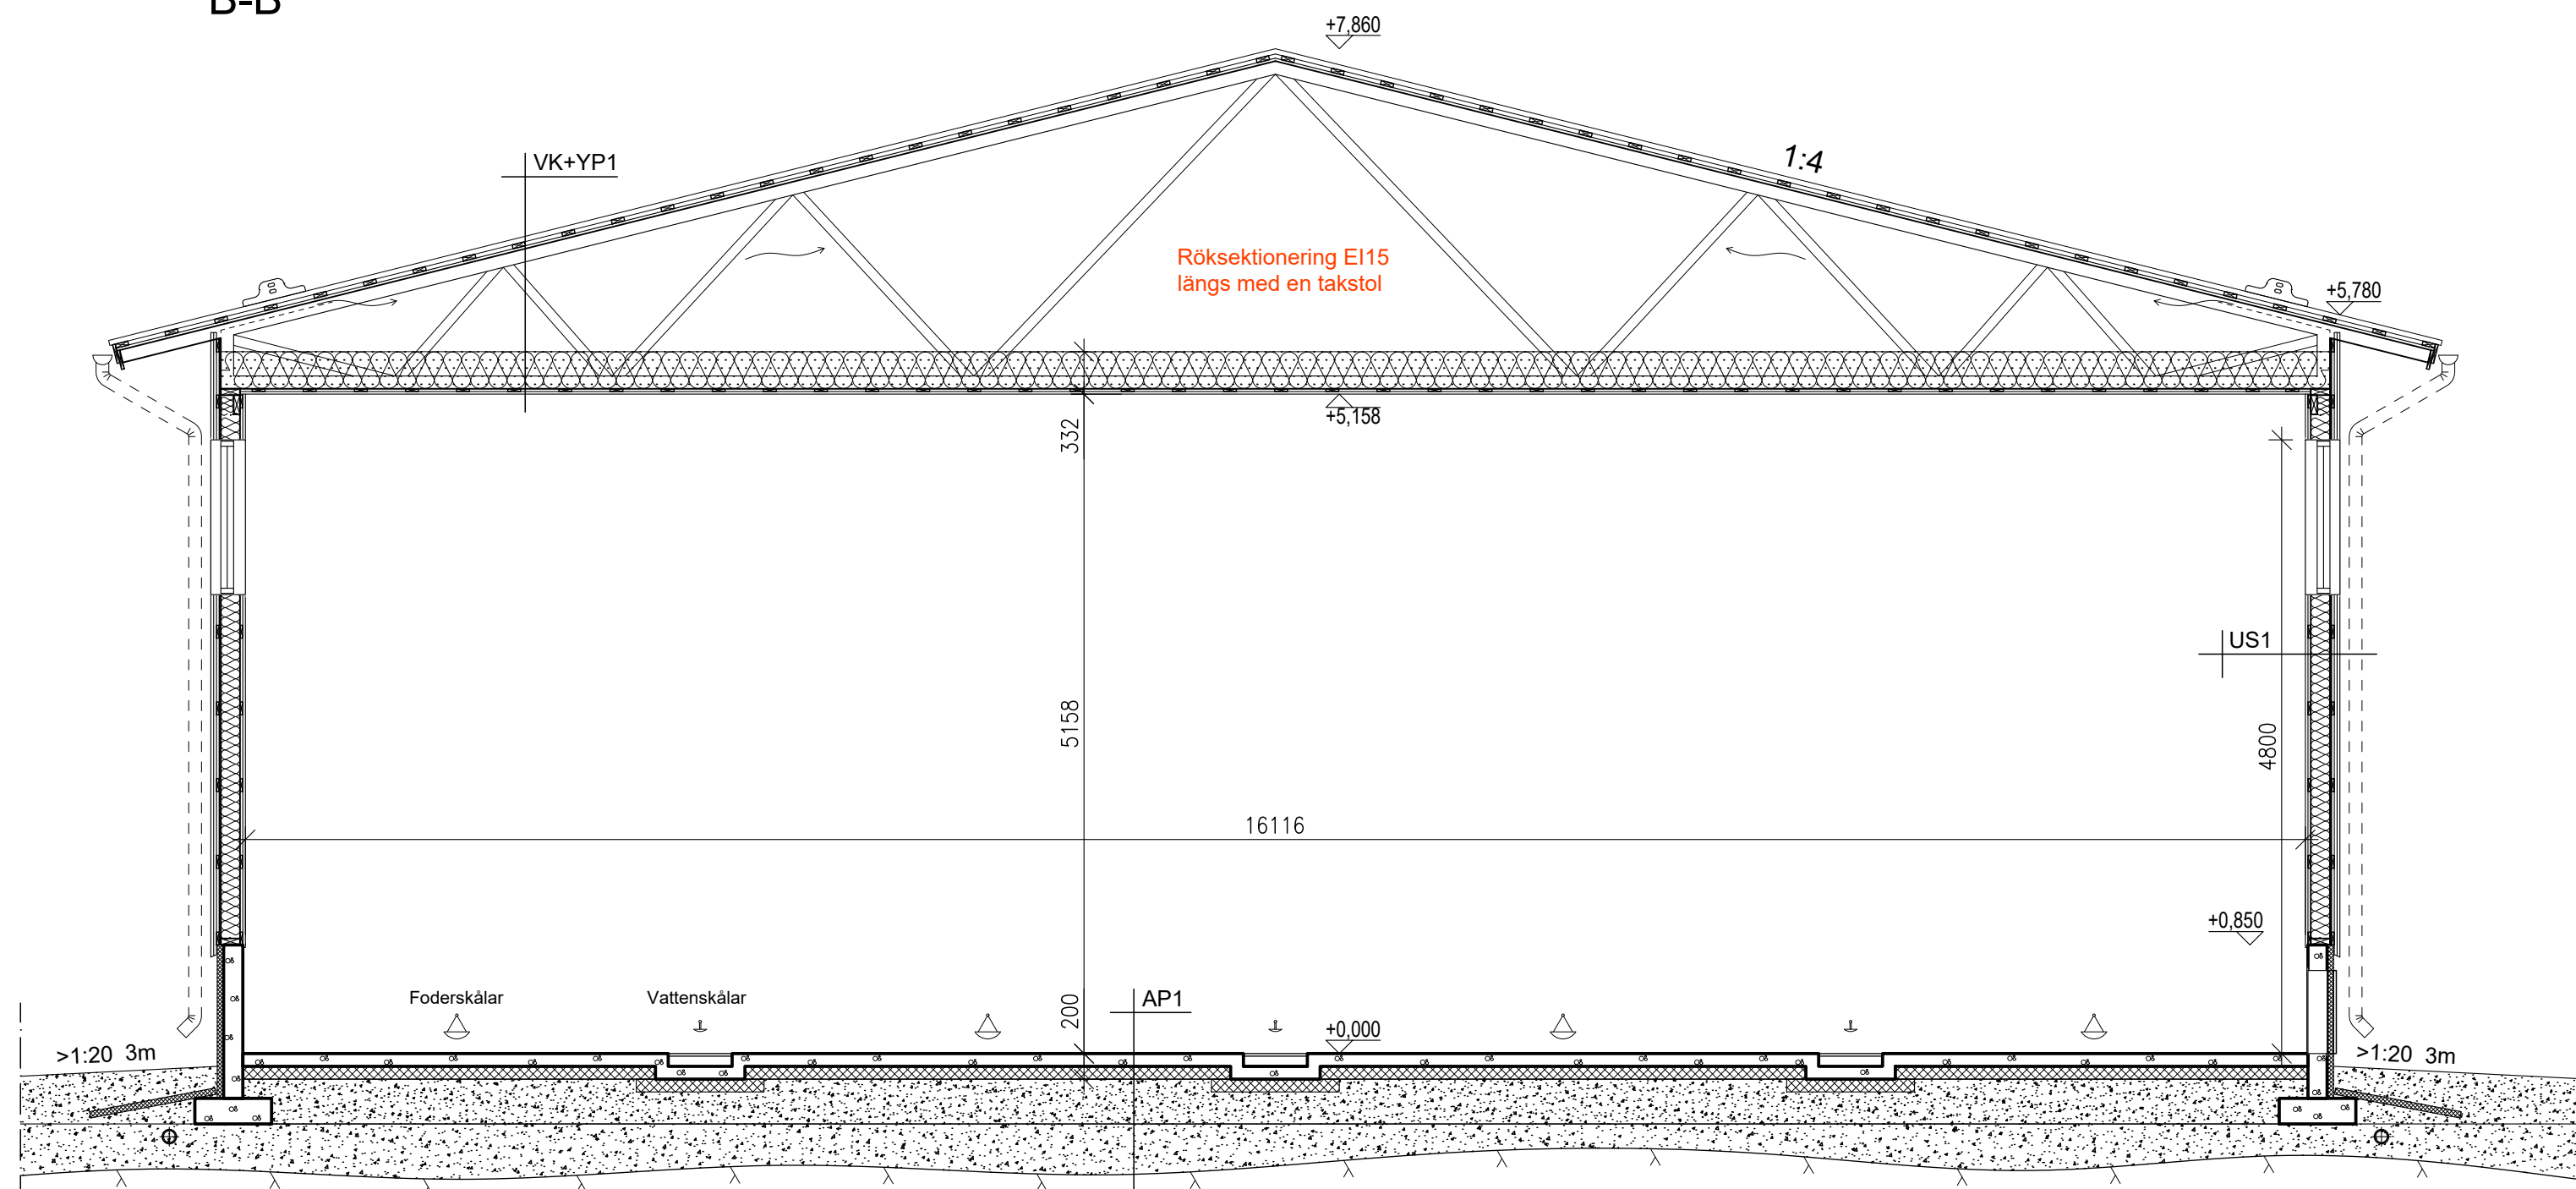 B-B
+7,860
VK+YP1
1:4
Röksektionering EI15
längs med en takstol
+5,780
+5,158
332
US1
5158
4800
16116
+0,850
Foderskålar
Vattenskålar
200
AP1
+0,000
>1:20 3m
>1:20 3m